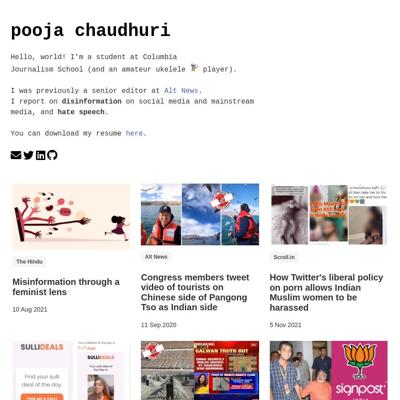 pooja chaudhuri
Hello, world! I'm a student at Columbia
Journalism School (and an amateur ukelele player).
I was previously a senior editor at Alt News.
I report on disinformation on social media and mainstream
media, and hate speech.
You can download my resume here.
The Hindu
Misinformation through a
feminist lens
10 Aug 2021
Alt News
Congress members tweet
video of tourists on
Chinese side of Pangong
Tso as Indian side
11 Sep 2020
Scroll.in
How Twitter's liberal policy
on porn allows Indian
Muslim women to be
harassed
5 Nov 2021
SULLIDEALS
Find your sulli
deal of the day
SULLI DEALS
GALWAN TRUTH OUT
signpost